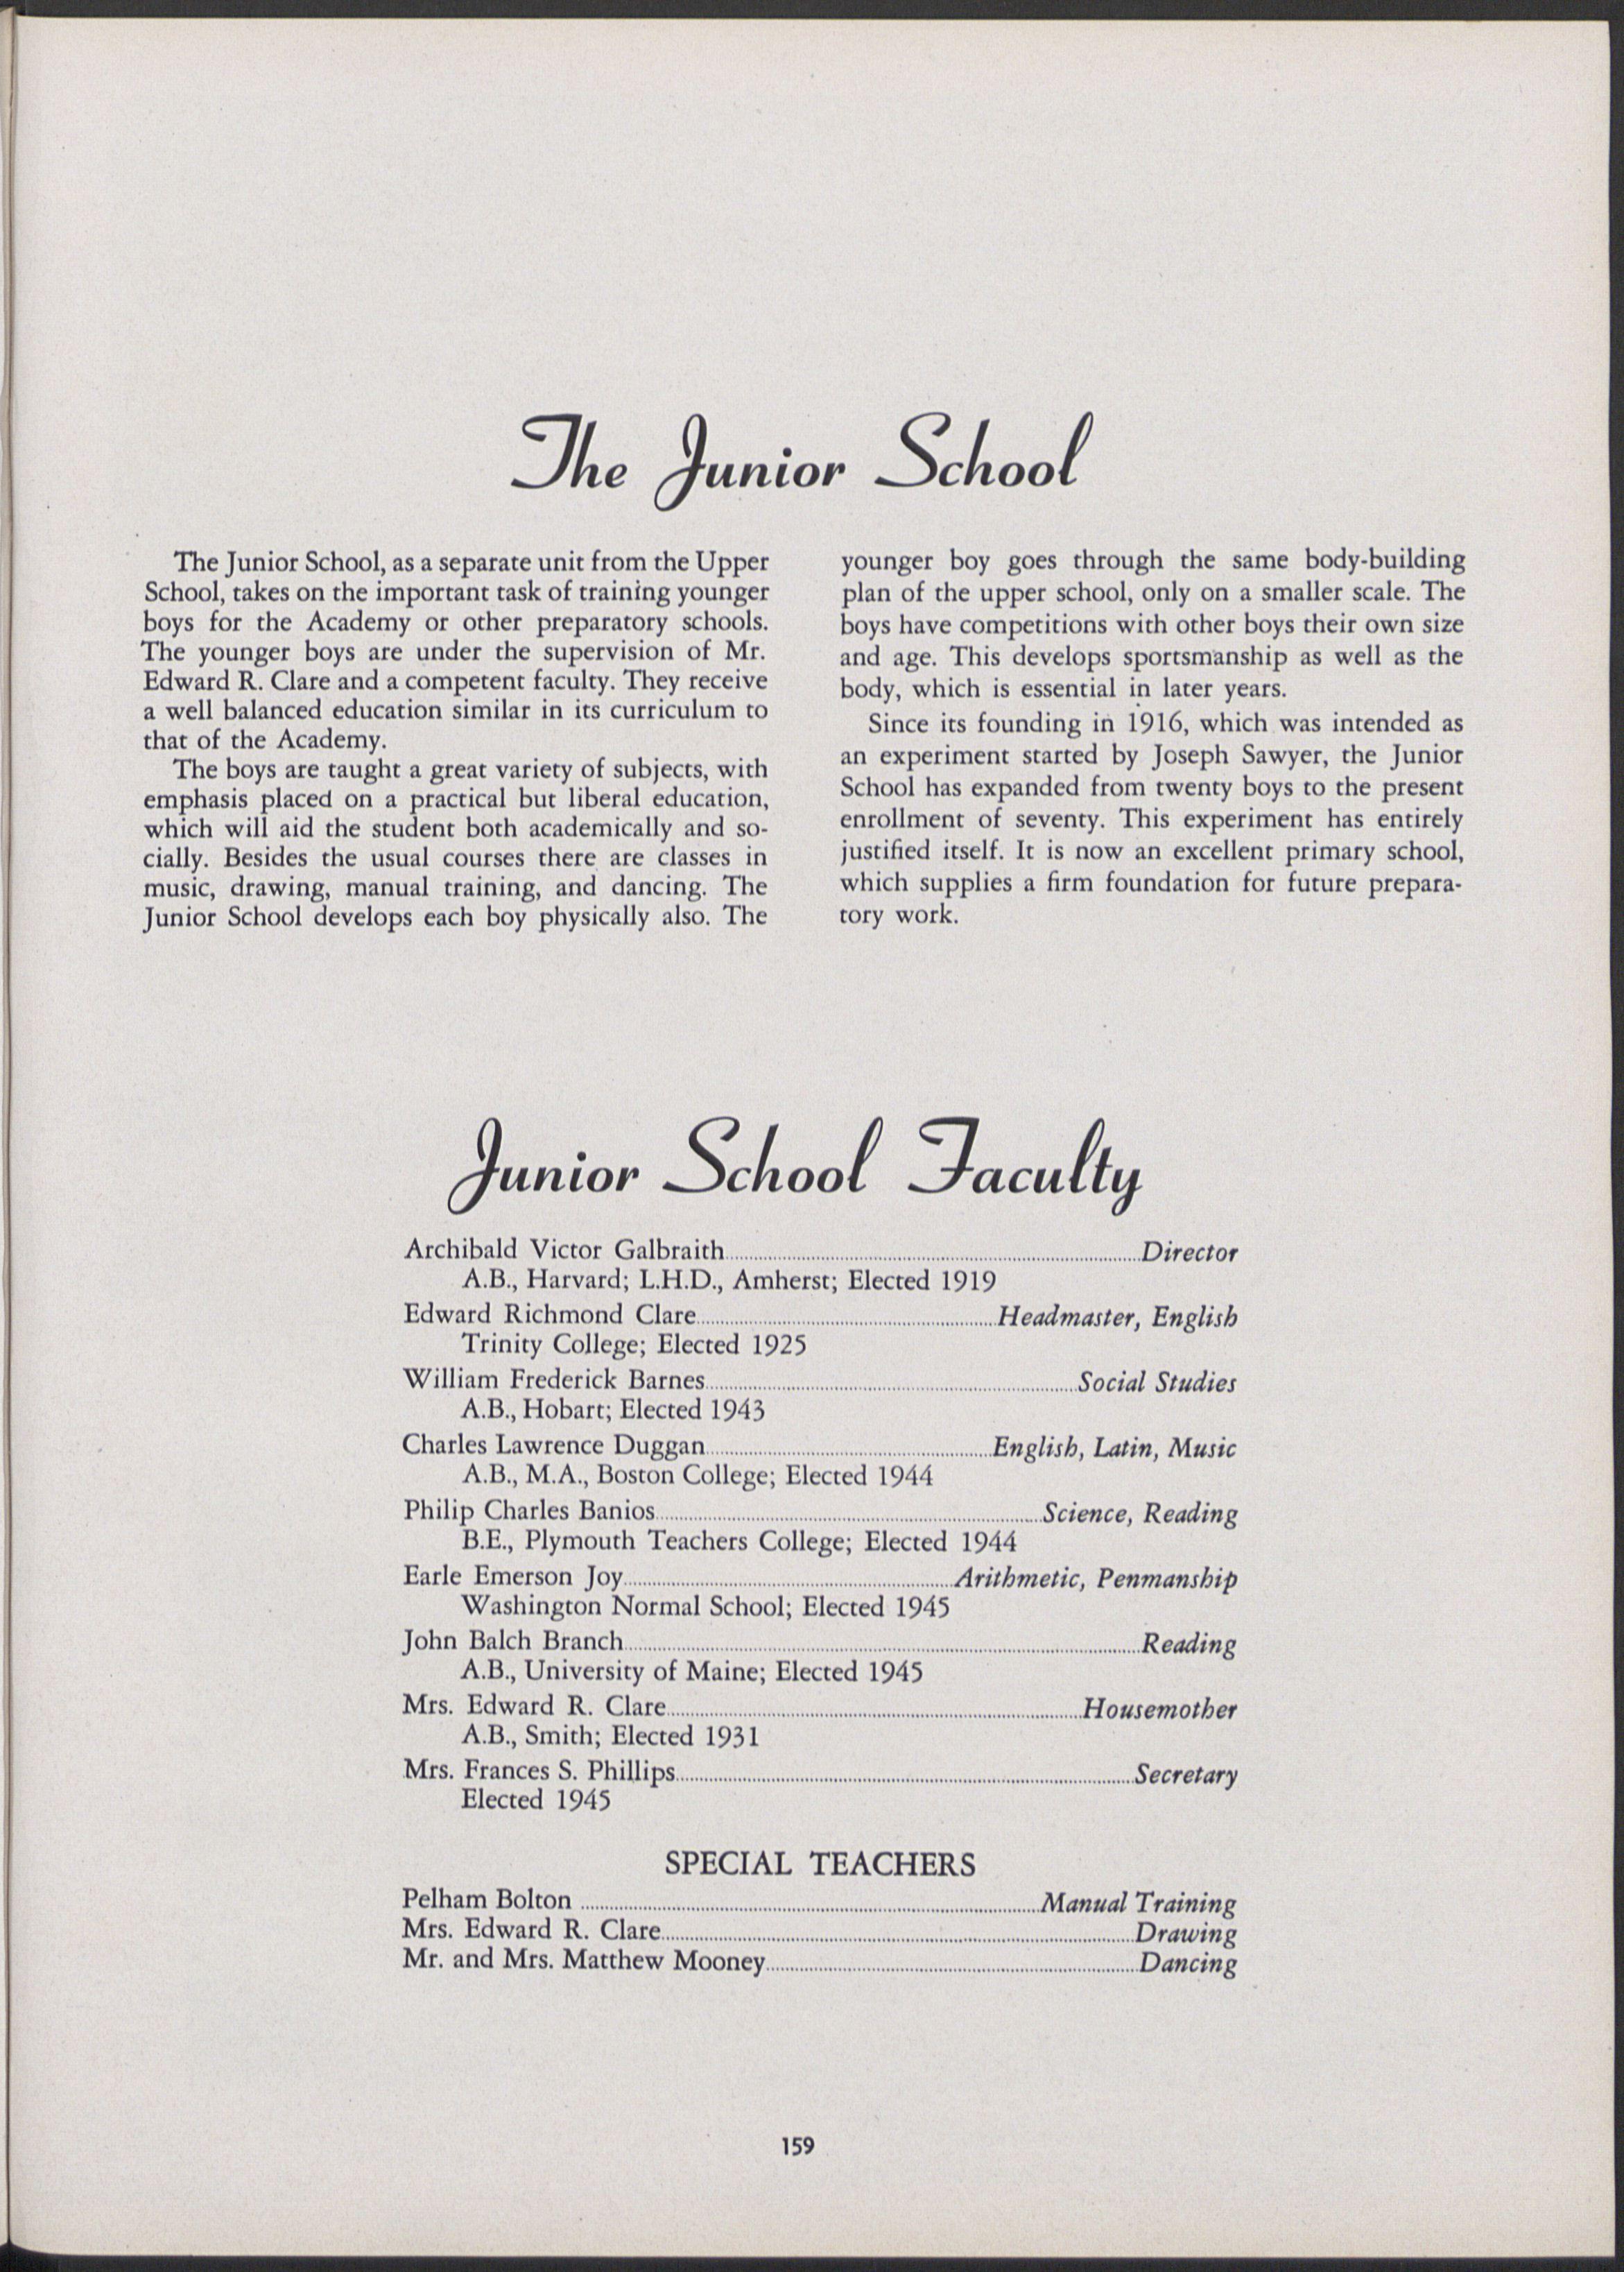 The Junior School
The Junior School, as a separate unit from the Upper
School, takes on the important task of training younger
boys for the Academy or other preparatory schools.
The younger boys are under the supervision of Mr.
Edward R. Clare and a competent faculty. They receive
a well balanced education similar in its curriculum to
that of the Academy.
The boys are taught a great variety of subjects, with
emphasis placed on a practical but liberal education,
which will aid the student both academically and so-
cially. Besides the usual courses there are classes in
music, drawing, manual training, and dancing. The
Junior School develops each boy physically also. The
younger boy goes through the same body-building
plan of the upper school, only on a smaller scale. The
boys have competitions with other boys their own size
and age. This develops sportsmanship as well as the
body, which is essential in later years.
Since its founding in 1916, which was intended as
an experiment started by Joseph Sawyer, the Junior
School has expanded from twenty boys to the present
enrollment of seventy. This experiment has entirely
justified itself. It is now an excellent primary school,
which supplies a firm foundation for future prepara-
tory work.
Junior School Faculty
Archibald Victor Galbraith........Director
A.B., Harvard; L.H.D., Amherst; Elected 1919
Edward Richmond Clare........Headmaster, English
Trinity College; Elected 1925
William Frederick Barnes........Social Studies
A.B., Hobart; Elected 1943
Charles Lawrence Duggan........English, Latin, Music
A.B., M.A., Boston College; Elected 1944
Philip Charles Banios........Science, Reading
B.E., Plymouth Teachers College; Elected 1944
Earle Emerson Joy........Arithmetic, Penmanship
Washington Normal School; Elected 1945
John Balch Branch........Reading
A.B., University of Maine; Elected 1945
Mrs. Edward R. Clare........Housemother
A.B., Smith; Elected 1931
Mrs. Frances S. Phillips........Secretary
Elected 1945
SPECIAL TEACHERS
Pelham Bolton ........Manual Training
Mrs. Edward R. Clare........Drawing
Mr. and Mrs. Matthew Mooney........Dancing
159